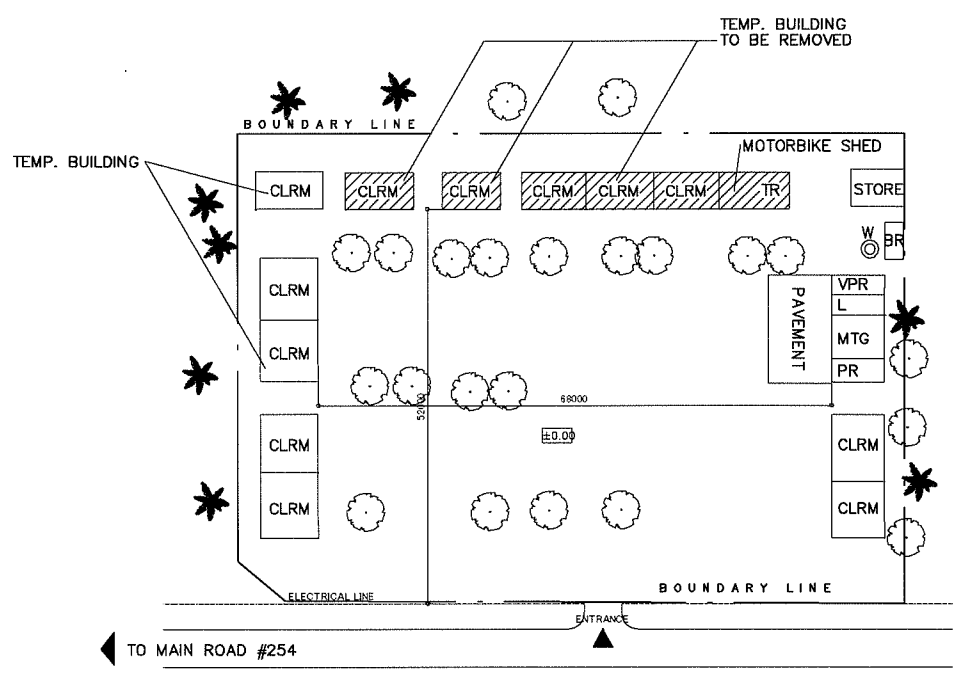 TEMP. BUILDING
TO BE REMOVED
BOUNDARY LINE
MOTORBIKE SHED
TEMP. BUILDING
CLRM
CLRM
CLRM
CLRM
CLRM
CLRM
TR
STORE
W
BR
CLRM
VPR
L
PAVEMENT
MTG
CLRM
PR
68000
52000
±0.00
CLRM
CLRM
CLRM
CLRM
BOUNDARY LINE
ELECTRICAL LINE
ENTRANCE
TO MAIN ROAD #254